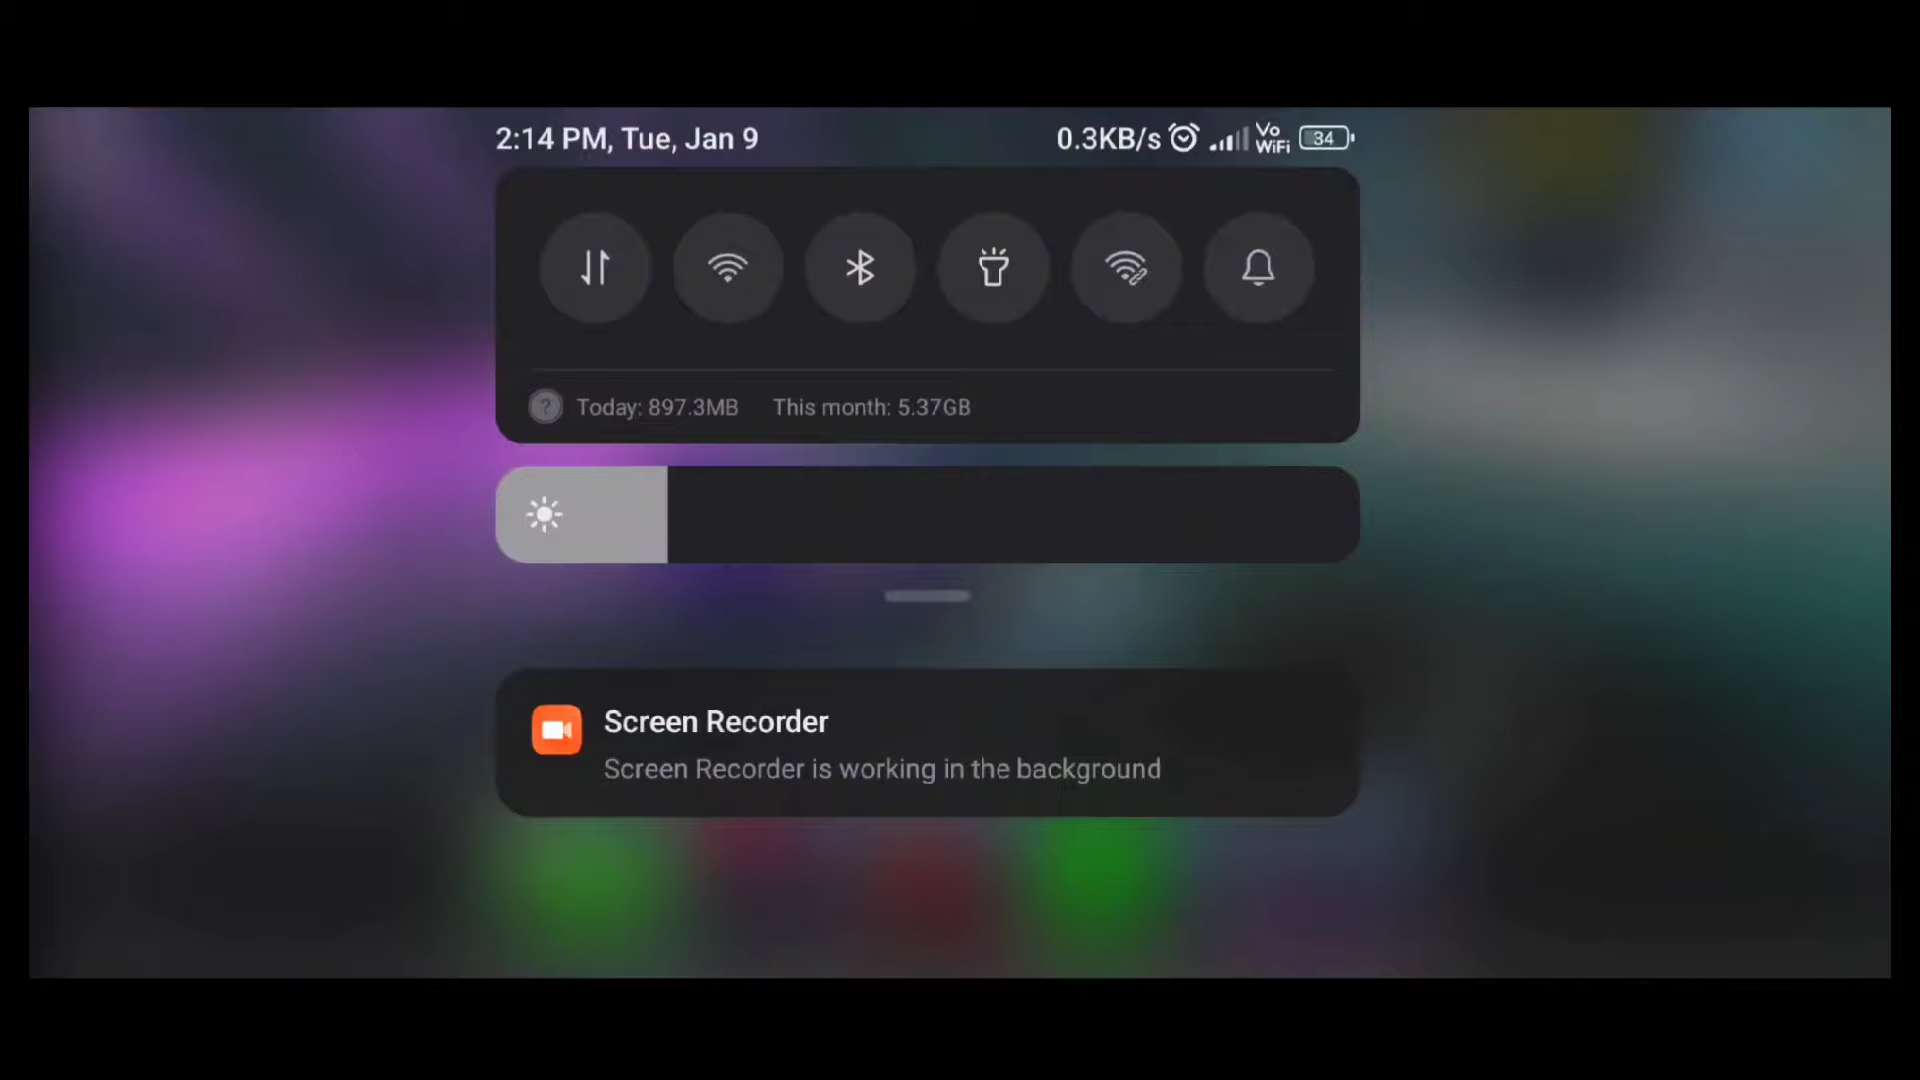 2:14 PM, Tue, Jan 9 0.3KB/s Vo WiFi 34
? Today: 897.3MB This month: 5.37GB
Screen Recorder
Screen Recorder is working in the background